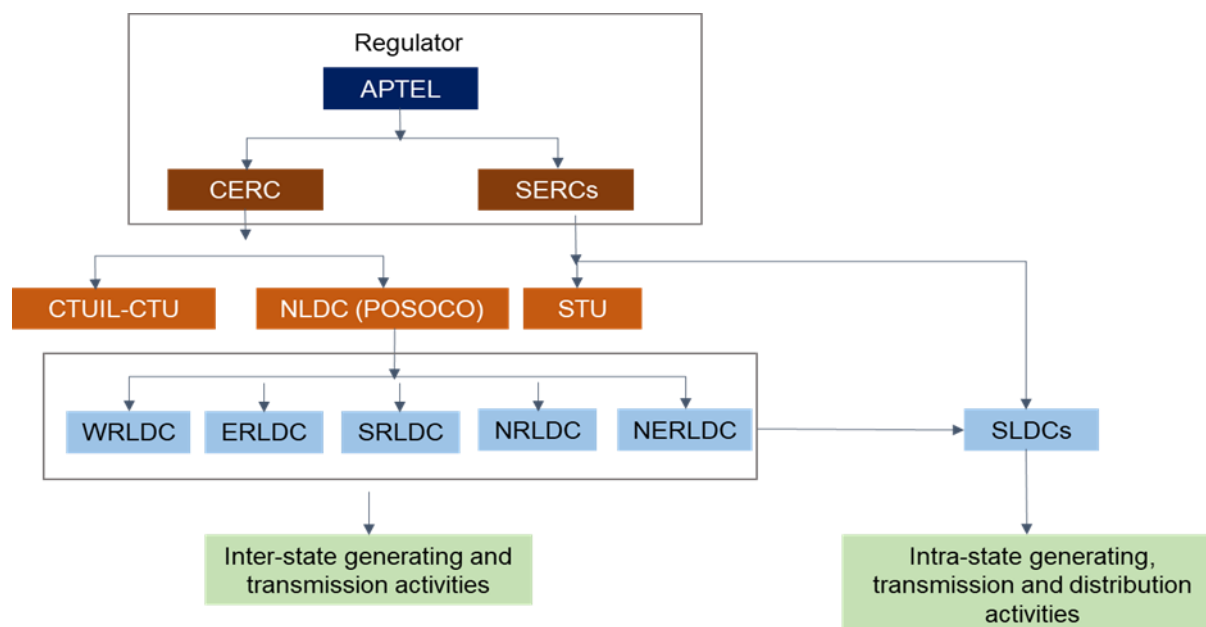 Regulator
APTEL
CERC
SERCs
CTUIL-CTU
NLDC (POSOCO)
STU
WRLDC
ERLDC
SRLDC
NRLDC
NERLDC
SLDCs
Inter-state generating and
transmission activities
Intra-state generating,
transmission and distribution
activities